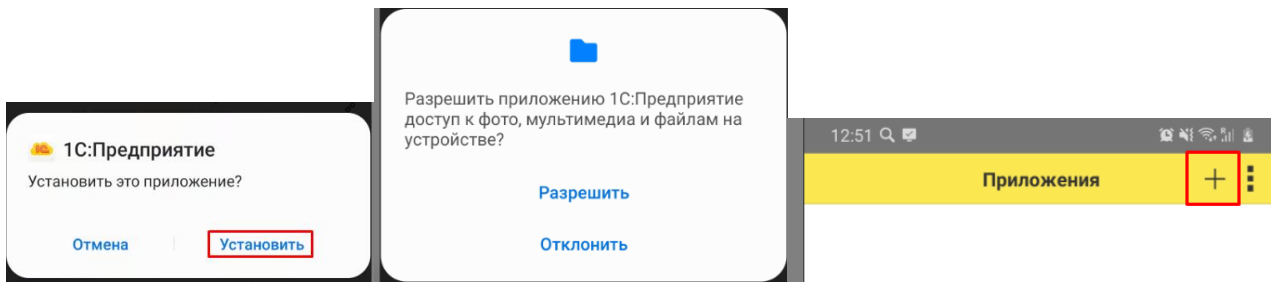 1С:Предприятие
Установить это приложение?
Отмена
Установить
Разрешить приложению 1С:Предприятие
доступ к фото, мультимедиа и файлам на
устройстве?
Разрешить
Отклонить
12:51
Приложения